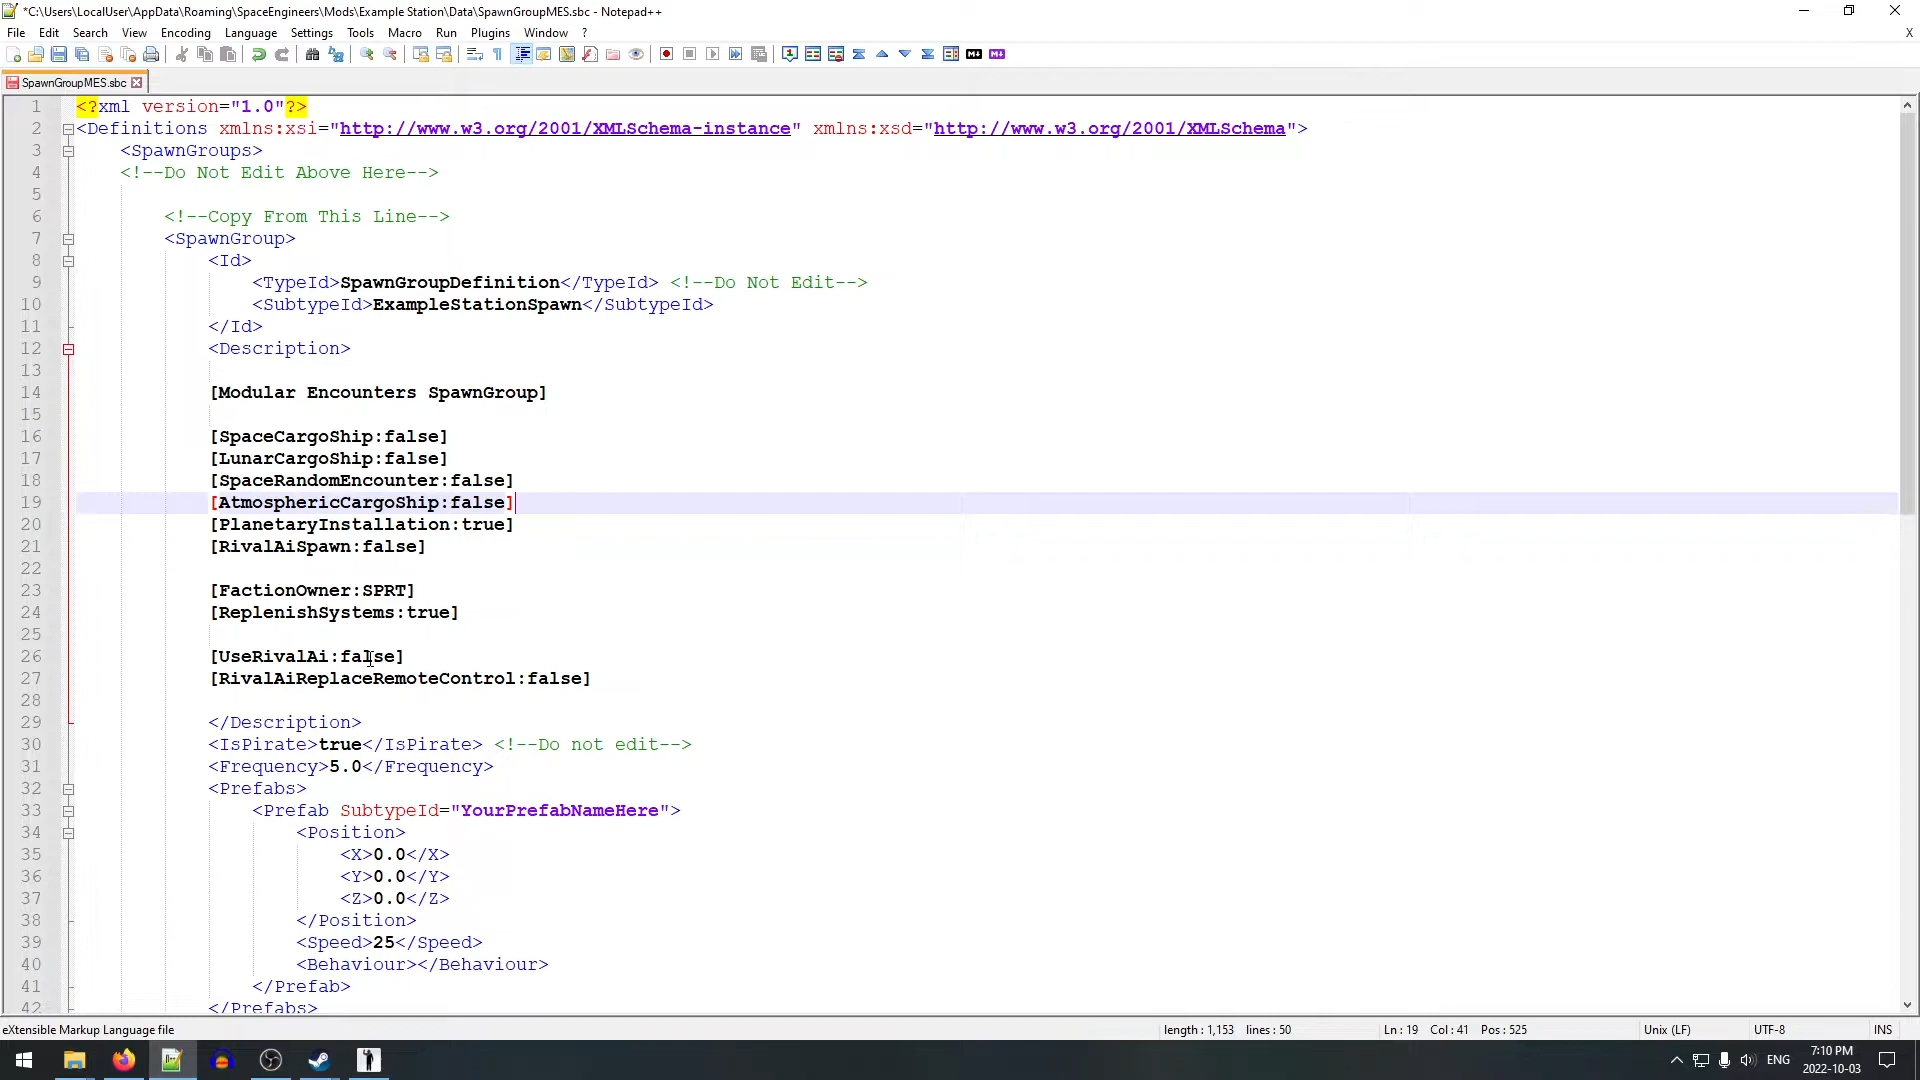 *C:\Users\LocalUser\AppData\Roaming\SpaceEngineers\Mods\Example Station\Data\SpawnGroupMES.sbc - Notepad++
File Edit Search View Encoding Language Settings Tools Macro Run Plugins Window ? X
SpawnGroupMES.sbc
1 <?xml version="1.0"?>
2 <Definitions xmlns:xsi="http://www.w3.org/2001/XMLSchema-instance" xmlns:xsd="http://www.w3.org/2001/XMLSchema">
3 <SpawnGroups>
4 <!--Do Not Edit Above Here-->
5
6 <!--Copy From This Line-->
7 <SpawnGroup>
8 <Id>
9 <TypeId>SpawnGroupDefinition</TypeId> <!--Do Not Edit-->
10 <SubtypeId>ExampleStationSpawn</SubtypeId>
11 </Id>
12 <Description>
13
14 [Modular Encounters SpawnGroup]
15
16 [SpaceCargoShip:false]
17 [LunarCargoShip:false]
18 [SpaceRandomEncounter:false]
19 [AtmosphericCargoShip:false]
20 [PlanetaryInstallation:true]
21 [RivalAiSpawn:false]
22
23 [FactionOwner:SPRT]
24 [ReplenishSystems:true]
25
26 [UseRivalAi:false]
27 [RivalAiReplaceRemoteControl:false]
28
29 </Description>
30 <IsPirate>true</IsPirate> <!--Do not edit-->
31 <Frequency>5.0</Frequency>
32 <Prefabs>
33 <Prefab SubtypeId="YourPrefabNameHere">
34 <Position>
35 <X>0.0</X>
36 <Y>0.0</Y>
37 <Z>0.0</Z>
38 </Position>
39 <Speed>25</Speed>
40 <Behaviour></Behaviour>
41 </Prefab>
42 </Prefabs>
eXtensible Markup Language file length : 1,153 lines : 50 Ln : 19 Col : 41 Pos : 525 Unix (LF) UTF-8 INS
ENG 7:10 PM
2022-10-03